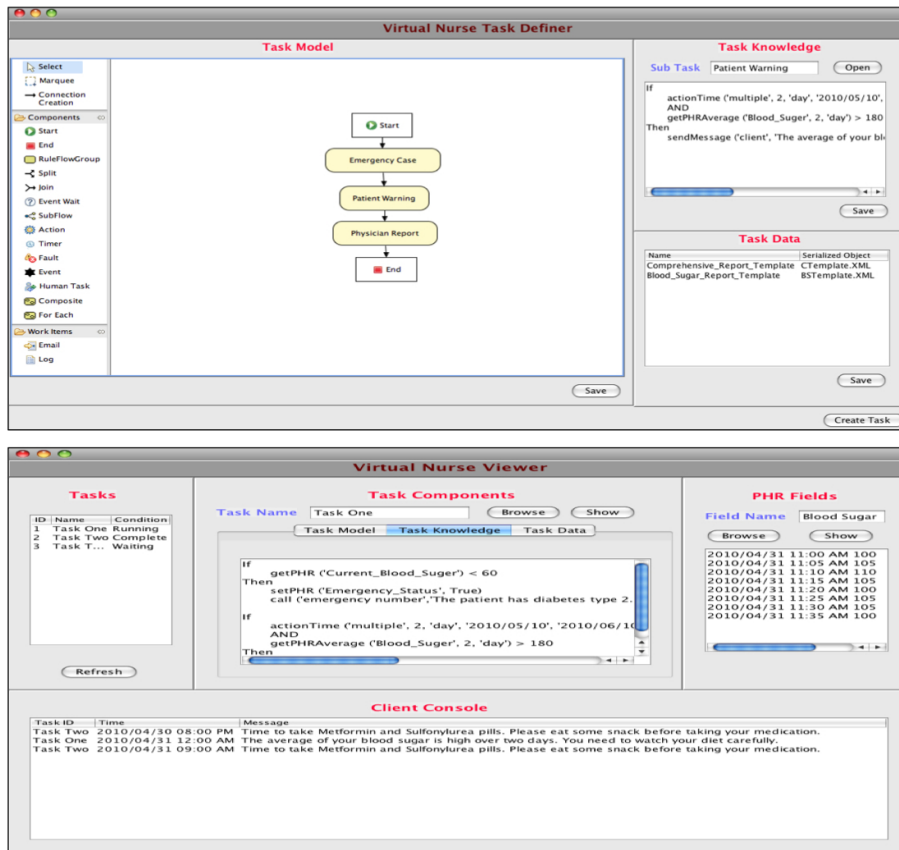 Virtual Nurse Task Definer
Task Model
Select
Marquee
Connection
Creation
Components
Start
End
RuleFlowGroup
Split
Join
Event Wait
SubFlow
Action
Timer
Fault
Event
Human Task
Composite
For Each
Work Items
Email
Log
Start
Emergency Case
Patient Warning
Physician Report
End
Save
Task Knowledge
Sub Task Patient Warning Open
If
actionTime ('multiple', 2, 'day', '2010/05/10',
AND
getPHRAverage ('Blood_Suger', 2, 'day') > 180
Then
sendMessage ('client', 'The average of your bl
Save
Task Data
Name Serialized Object
Comprehensive_Report_Template CTemplate.XML
Blood_Sugar_Report_Template BSTemplate.XML
Save
Create Task
Virtual Nurse Viewer
Tasks
ID Name Condition
1 Task One Running
2 Task Two Complete
3 Task T... Waiting
Refresh
Task Components
Task Name Task One Browse Show
Task Model Task Knowledge Task Data
If
getPHR ('Current_Blood_Suger') < 60
Then
setPHR ('Emergency_Status', True)
call ('emergency number','The patient has diabetes type 2.
If
actionTime ('multiple', 2, 'day', '2010/05/10', '2010/06/10
AND
getPHRAverage ('Blood_Suger', 2, 'day') > 180
Then
PHR Fields
Field Name Blood Sugar
Browse Show
2010/04/31 11:00 AM 100
2010/04/31 11:05 AM 105
2010/04/31 11:10 AM 110
2010/04/31 11:15 AM 105
2010/04/31 11:20 AM 100
2010/04/31 11:25 AM 105
2010/04/31 11:30 AM 105
2010/04/31 11:35 AM 100
Client Console
Task ID Time Message
Task Two 2010/04/30 08:00 PM Time to take Metformin and Sulfonylurea pills. Please eat some snack before taking your medication.
Task One 2010/04/31 12:00 AM The average of your blood sugar is high over two days. You need to watch your diet carefully.
Task Two 2010/04/31 09:00 AM Time to take Metformin and Sulfonylurea pills. Please eat some snack before taking your medication.